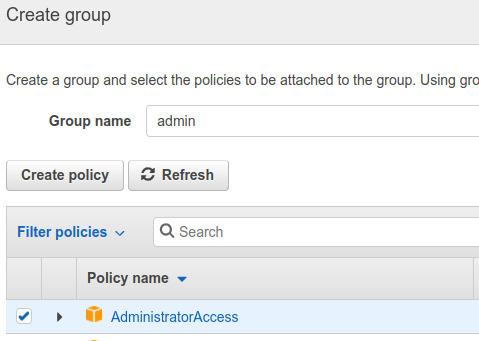 Create group
Create a group and select the policies to be attached to the group. Using gro
Group name admin
Create policy Refresh
Filter policies Search
Policy name
AdministratorAccess